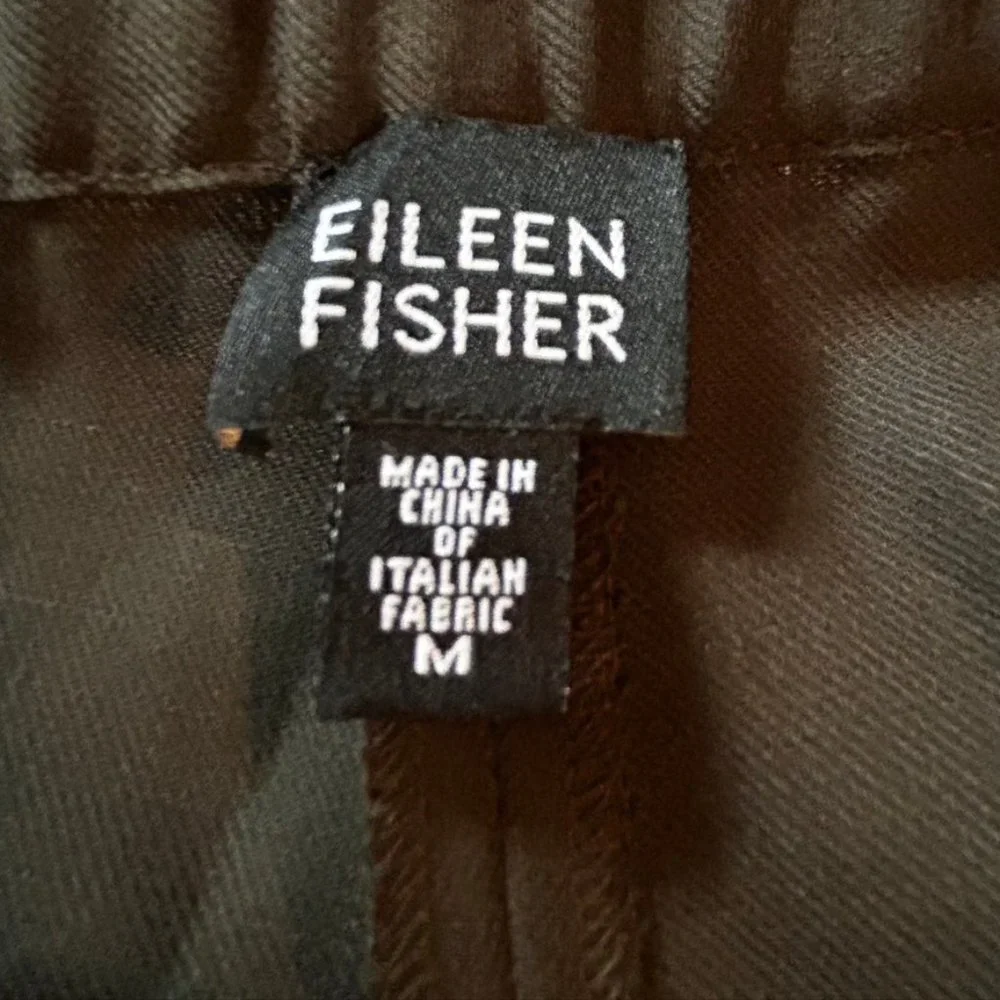 EILEEN
FISHER
MADE IN
CHINA
OF
ITALIAN
FABRIC
M